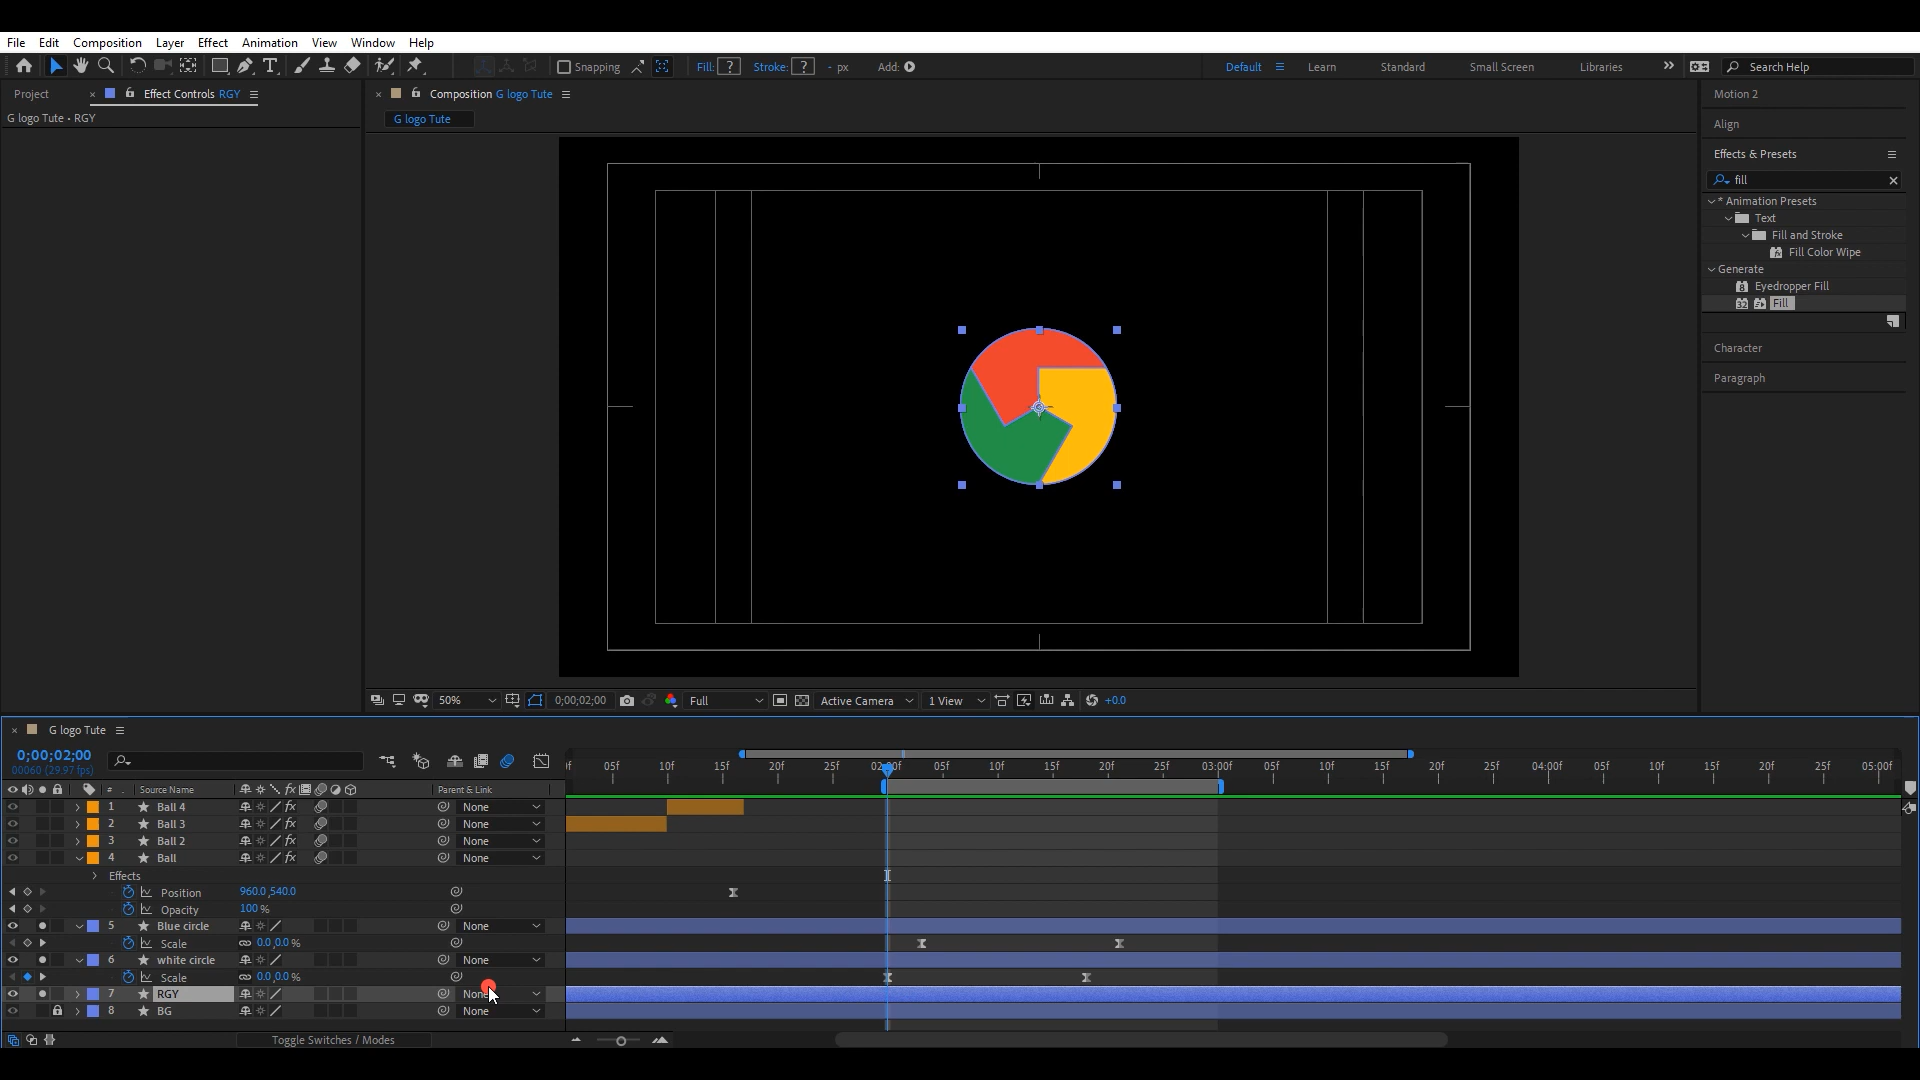 File Edit Composition Layer Effect Animation View Window Help
Snapping Fill: ? Stroke: ? - px Add: Default Learn Standard Small Screen Libraries » Search Help
Project × Effect Controls RGY × Composition G logo Tute Motion 2
G logo Tute • RGY G logo Tute Align
Effects & Presets
fill
* Animation Presets
Text
Fill and Stroke
Fill Color Wipe
Generate
Eyedropper Fill
32 Fill
Character
Paragraph
50% 0;00;02;00 Full Active Camera 1 View +0.0
× G logo Tute
0;00;02;00
00060 (29.97 fps)
f 05f 10f 15f 20f 25f 05f 10f 15f 20f 25f 03:00f 05f 10f 15f 20f 25f 04:00f 05f 10f 15f 20f 25f 05:00f
# . Source Name fx Parent & Link
1 Ball 4 fx None
2 Ball 3 fx None
3 Ball 2 fx None
4 Ball fx None
Effects
Position 960.0,540.0
Opacity 100 %
5 Blue circle None
Scale 0.0,0.0 %
6 white circle None
Scale 0.0,0.0 %
7 RGY None
8 BG None
Toggle Switches / Modes